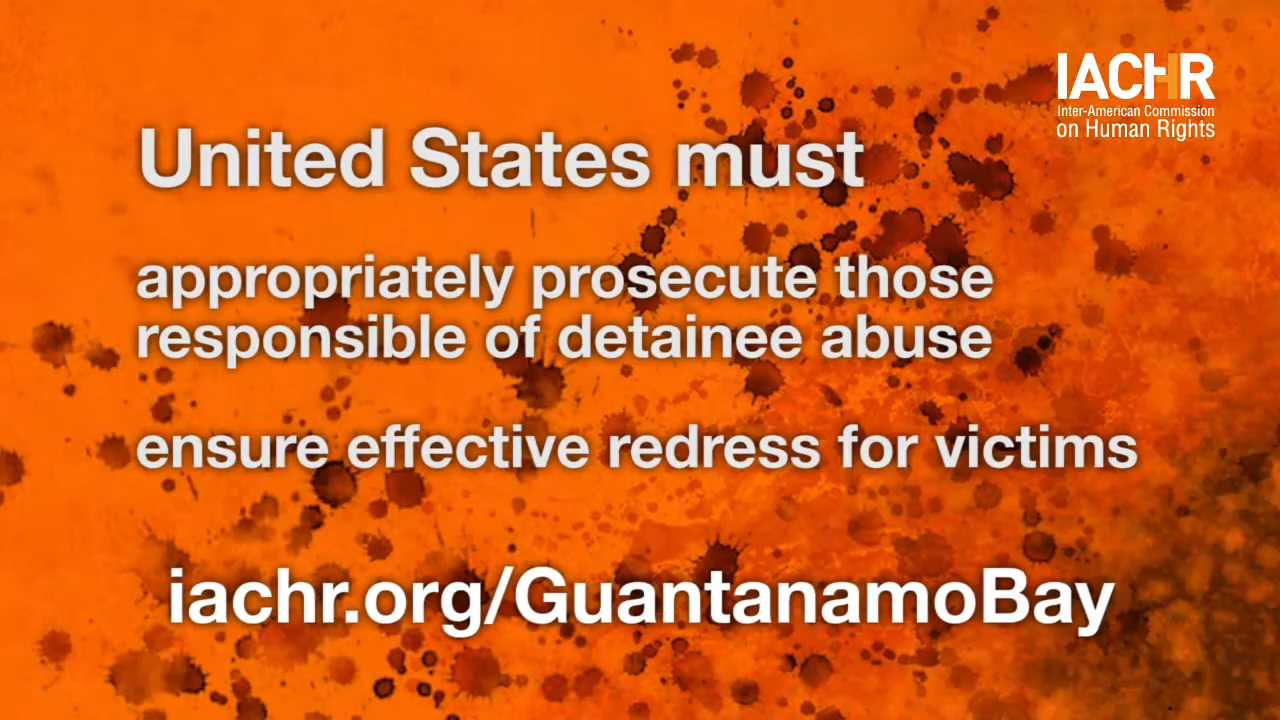 IACHR
Inter-American Commission
on Human Rights
United States must
appropriately prosecute those
responsible of detainee abuse
ensure effective redress for victims
iachr.org/GuantanamoBay